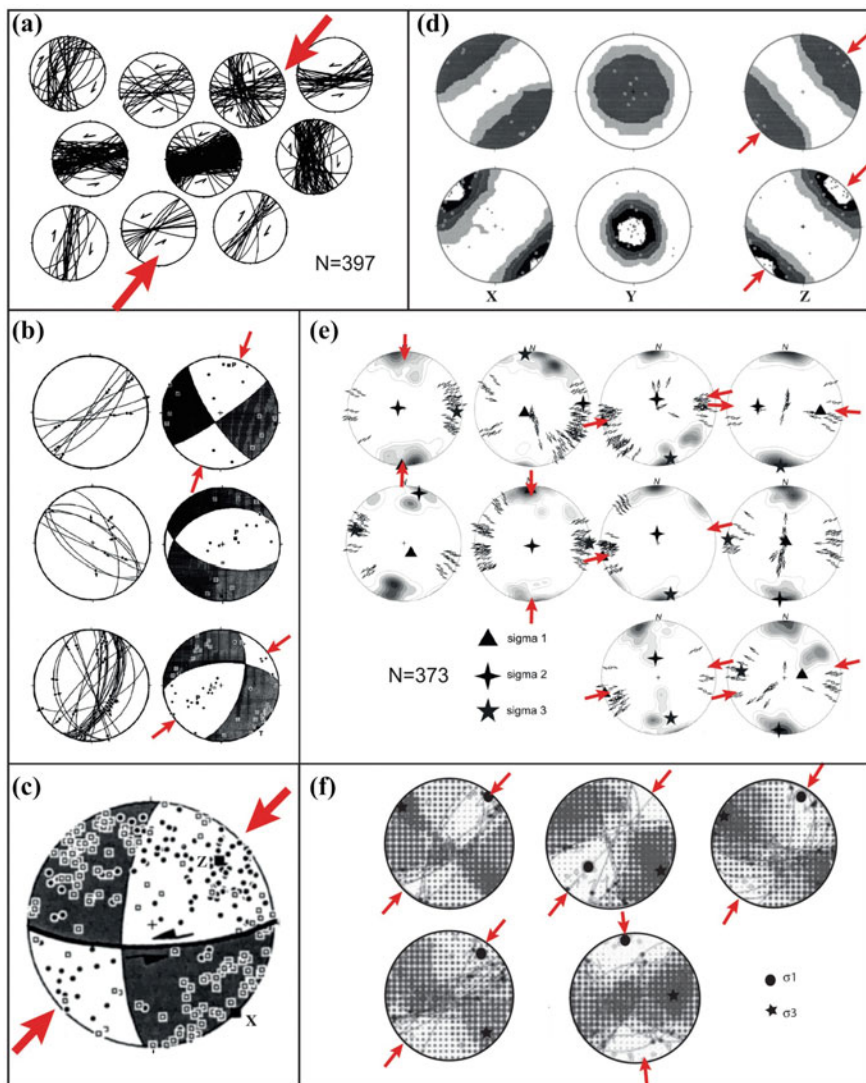 (a)
N=397
(b)
P
T
(c)
Z
X
(d)
X Y Z
(e)
N N N N
N N N N
N N
sigma 1
sigma 2
sigma 3
N=373
(f)
σ1
σ3